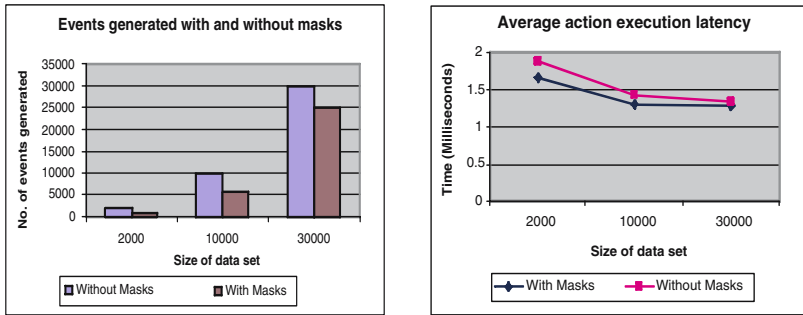 Events generated with and without masks
No. of events generated
35000
30000
25000
20000
15000
10000
5000
0
2000 10000 30000
Size of data set
Without Masks With Masks
Average action execution latency
Time (Milliseconds)
2
1.5
1
0.5
0
2000 10000 30000
Size of data set
With Masks Without Masks